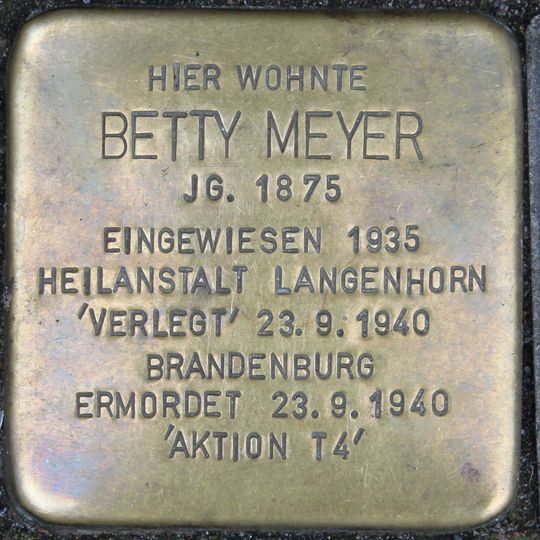 HIER WOHNTE
BETTY MEYER
JG. 1875
EINGEWIESEN 1935
HEILANSTALT LANGENHORN
'VERLEGT' 23.9.1940
BRANDENBURG
ERMORDET 23.9.1940
'AKTION T4'